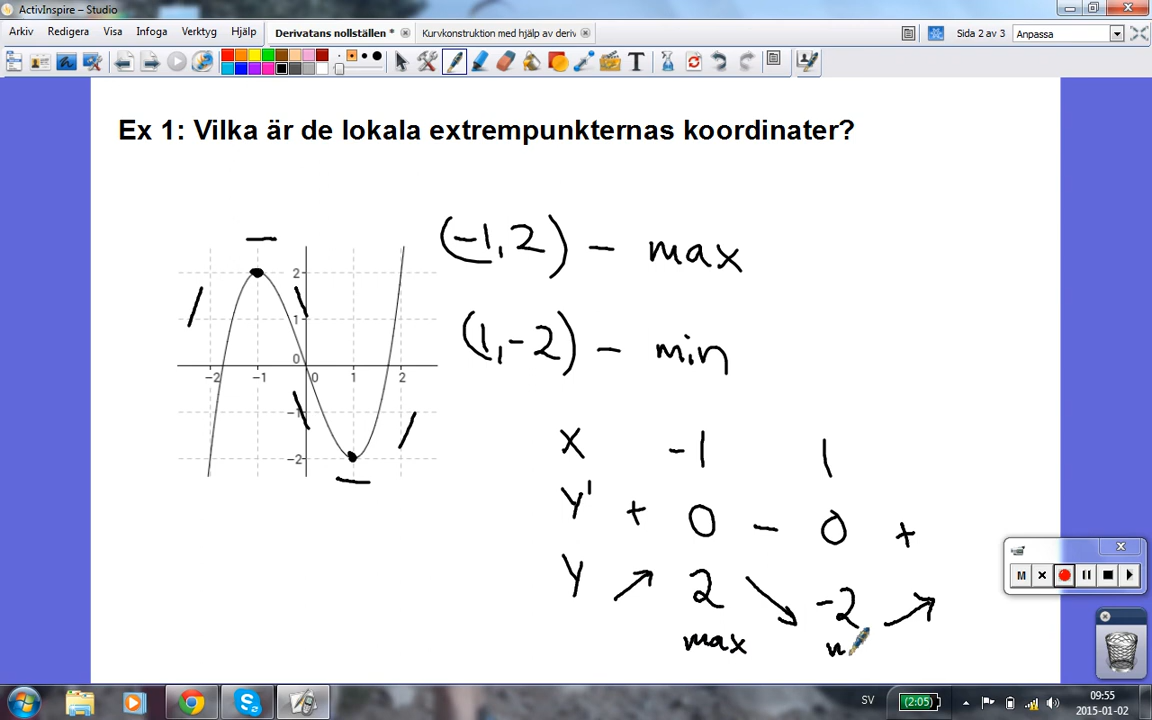 ActivInspire – Studio
Arkiv Redigera Visa Infoga Verktyg Hjälp
Derivatans nollställen *
Kurvkonstruktion med hjälp av deriv
Sida 2 av 3
Anpassa
Ex 1: Vilka är de lokala extrempunkternas koordinater?
(-1,2) – max
(1,-2) – min
2
1
0
-2 -1 0 1 2
-1
-2
X -1 1
Y' + 0 - 0 +
Y ↗ 2 ↘ -2 ↗
max
M
SV
(2:05)
09:55
2015-01-02